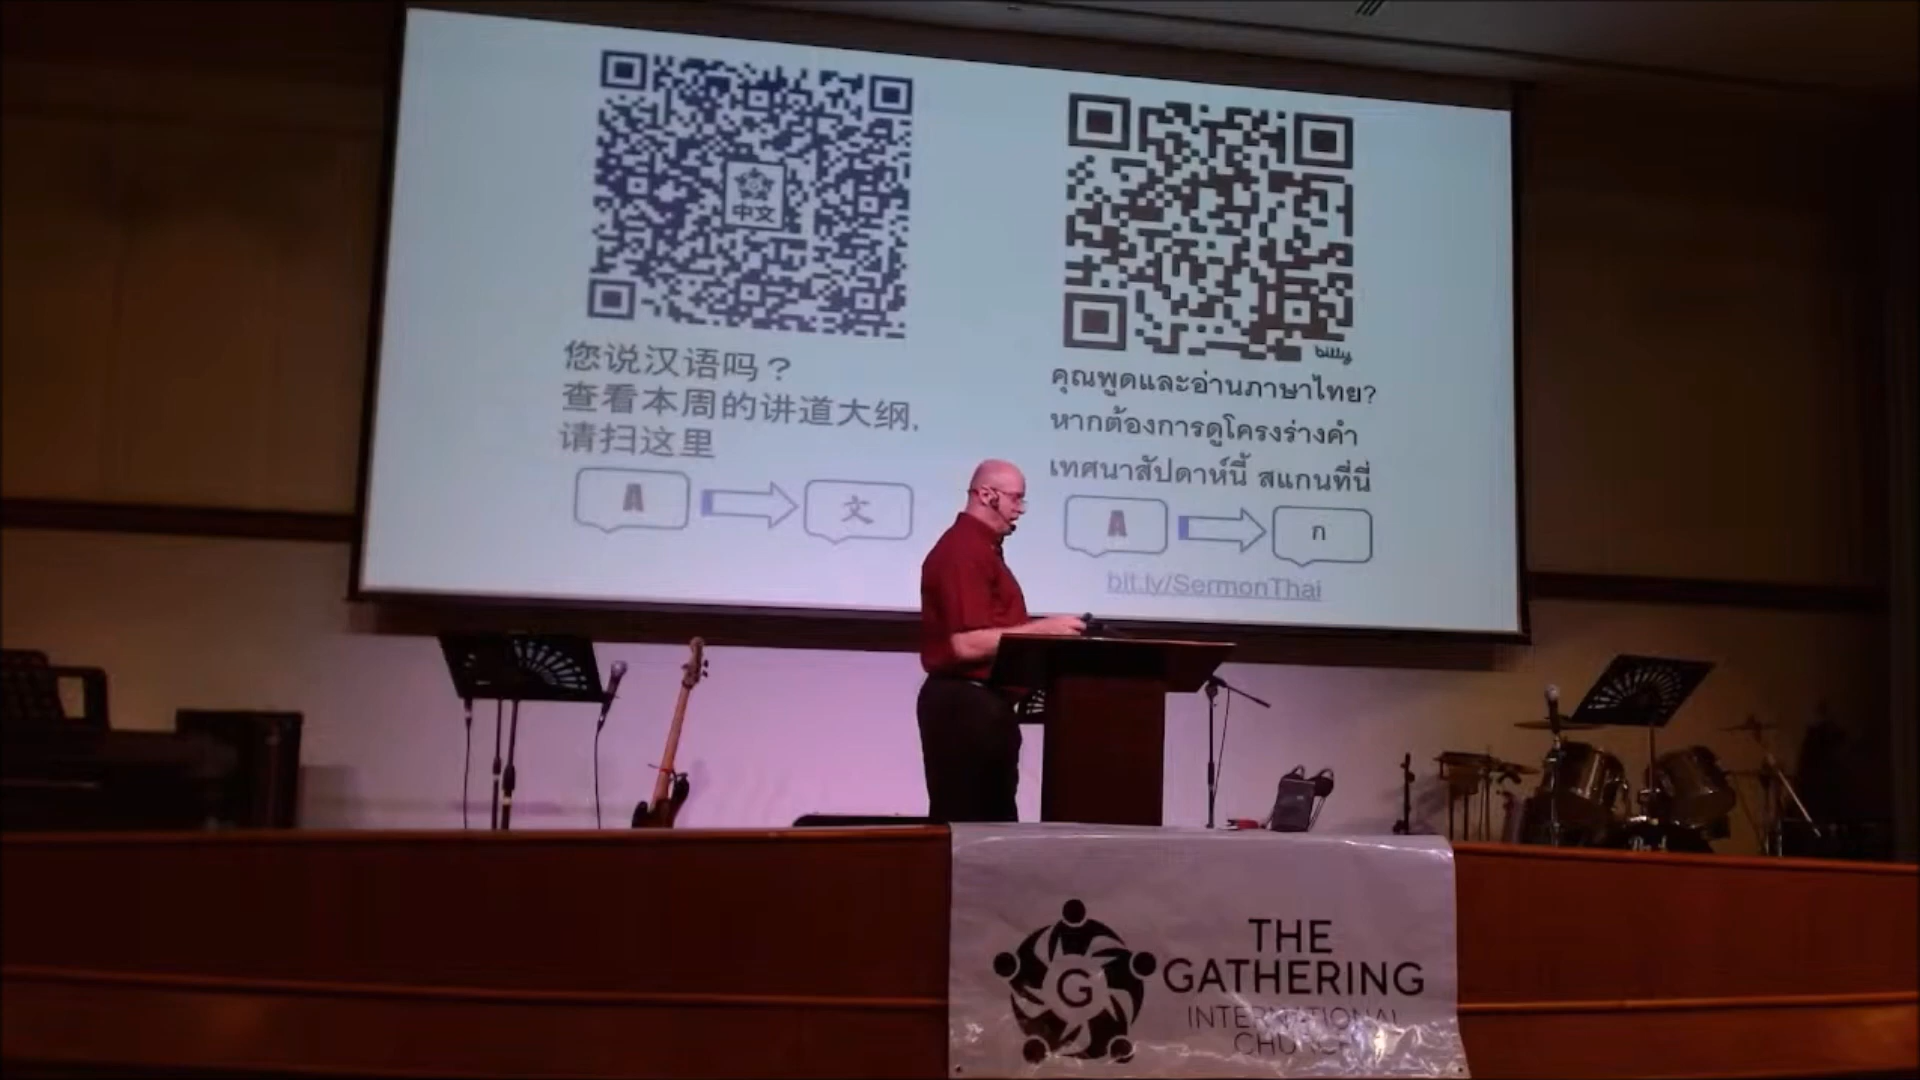 中文
您说汉语吗？
查看本周的讲道大纲,
请扫这里
A
文
billy
คุณพูดและอ่านภาษาไทย?
หากต้องการดูโครงร่างคำ
เทศนาสัปดาห์นี้ สแกนที่นี่
A
ก
bit.ly/SermonThai
G
THE
GATHERING
INTERNATIONAL
CHURCH